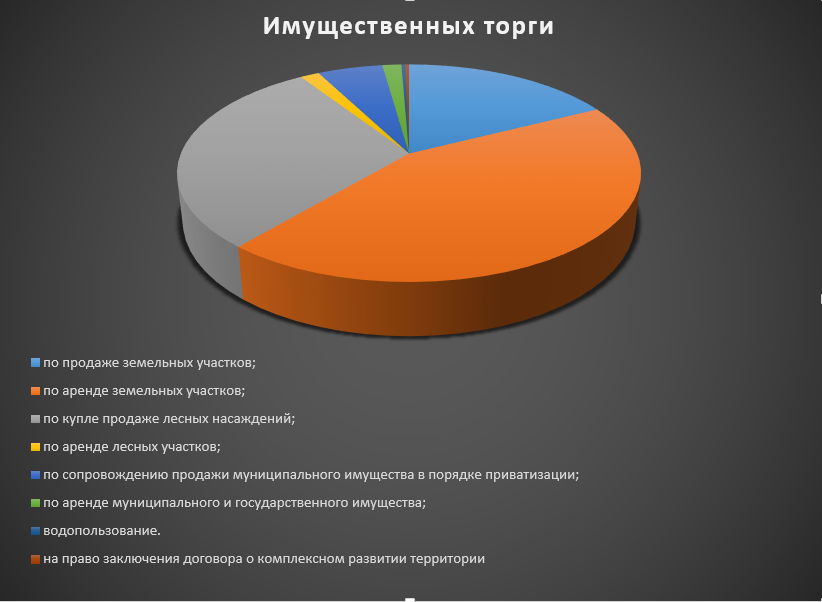 Имущественных торги
по продаже земельных участков;
по аренде земельных участков;
по купле продаже лесных насаждений;
по аренде лесных участков;
по сопровождению продажи муниципального имущества в порядке приватизации;
по аренде муниципального и государственного имущества;
водопользование.
на право заключения договора о комплексном развитии территории